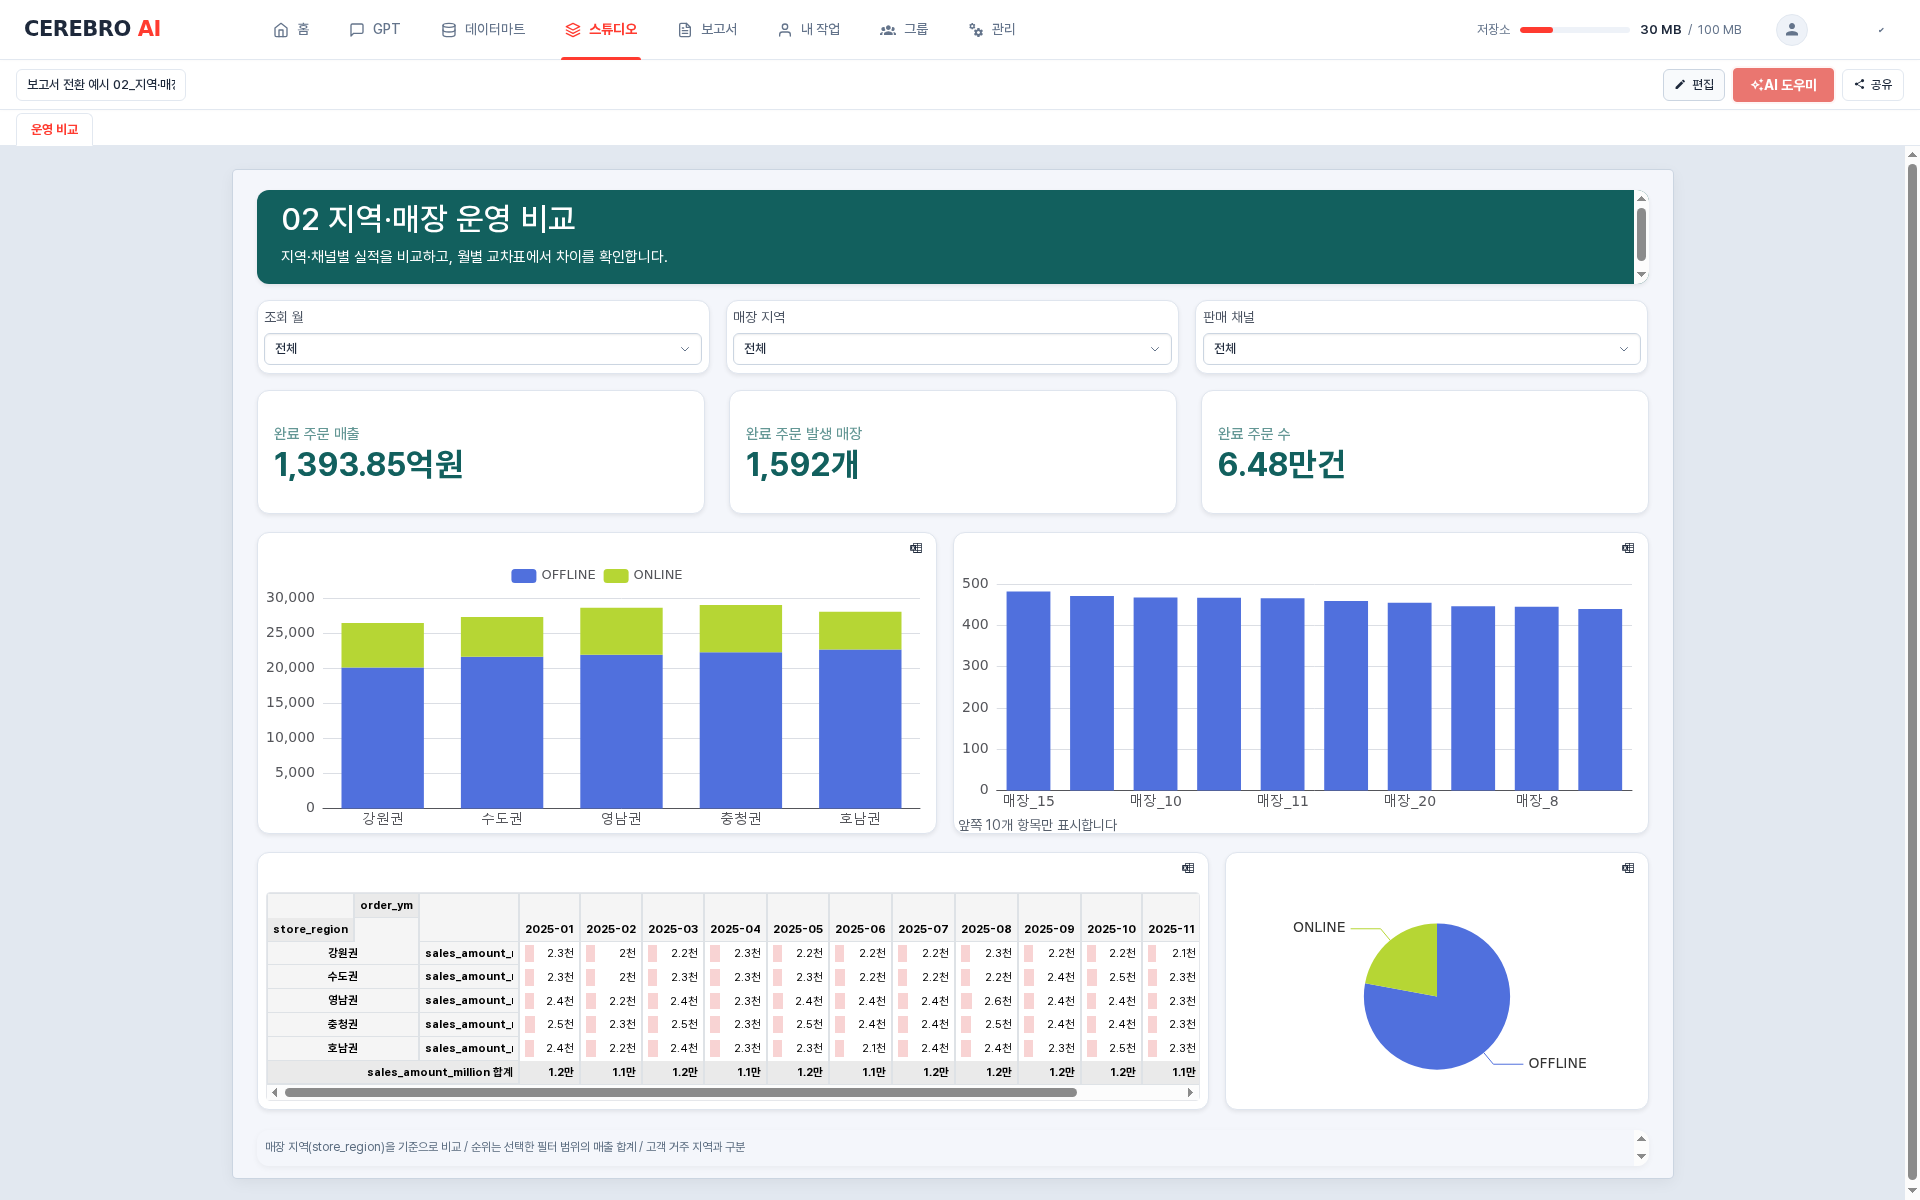 CEREBRO AI
홈
GPT
데이터마트
스튜디오
보고서
내 작업
그룹
관리
저장소
30 MB / 100 MB
보고서 전환 예시 02_지역·매장
편집
AI 도우미
공유
운영 비교
02 지역·매장 운영 비교
지역·채널별 실적을 비교하고, 월별 교차표에서 차이를 확인합니다.
조회 월
전체
매장 지역
전체
판매 채널
전체
완료 주문 매출
1,393.85억원
완료 주문 발생 매장
1,592개
완료 주문 수
6.48만건
OFFLINE ONLINE
30,000
25,000
20,000
15,000
10,000
5,000
0
강원권 수도권 영남권 충청권 호남권
500
400
300
200
100
0
매장_15 매장_10 매장_11 매장_20 매장_8
앞쪽 10개 항목만 표시합니다
order_ym
store_region 2025-01 2025-02 2025-03 2025-04 2025-05 2025-06 2025-07 2025-08 2025-09 2025-10 2025-11
강원권 sales_amount_ 2.3천 2천 2.2천 2.3천 2.2천 2.2천 2.2천 2.3천 2.2천 2.2천 2.1천
수도권 sales_amount_ 2.3천 2천 2.3천 2.3천 2.3천 2.2천 2.2천 2.2천 2.4천 2.5천 2.3천
영남권 sales_amount_ 2.4천 2.2천 2.4천 2.3천 2.4천 2.4천 2.4천 2.6천 2.4천 2.4천 2.3천
충청권 sales_amount_ 2.5천 2.3천 2.5천 2.3천 2.5천 2.4천 2.4천 2.5천 2.4천 2.4천 2.3천
호남권 sales_amount_ 2.4천 2.2천 2.4천 2.3천 2.3천 2.1천 2.4천 2.4천 2.3천 2.5천 2.3천
sales_amount_million 합계 1.2만 1.1만 1.2만 1.1만 1.2만 1.1만 1.2만 1.2만 1.2만 1.2만 1.1만
ONLINE
OFFLINE
매장 지역(store_region)을 기준으로 비교 / 순위는 선택한 필터 범위의 매출 합계 / 고객 거주 지역과 구분